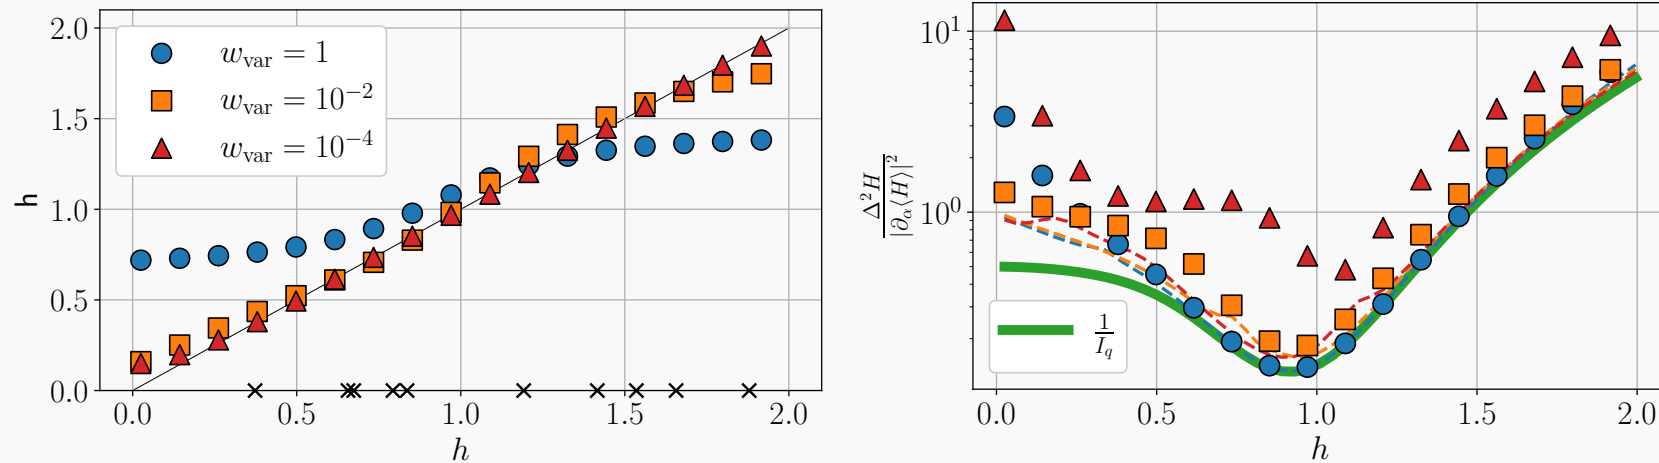 2.0
1.5
1.0
0.5
0.0
h
w_var = 1
w_var = 10^-2
w_var = 10^-4
0.0 0.5 1.0 1.5 2.0
h
10^1
10^0
Δ²H / |∂_α⟨H⟩|²
1 / I_q
0.0 0.5 1.0 1.5 2.0
h